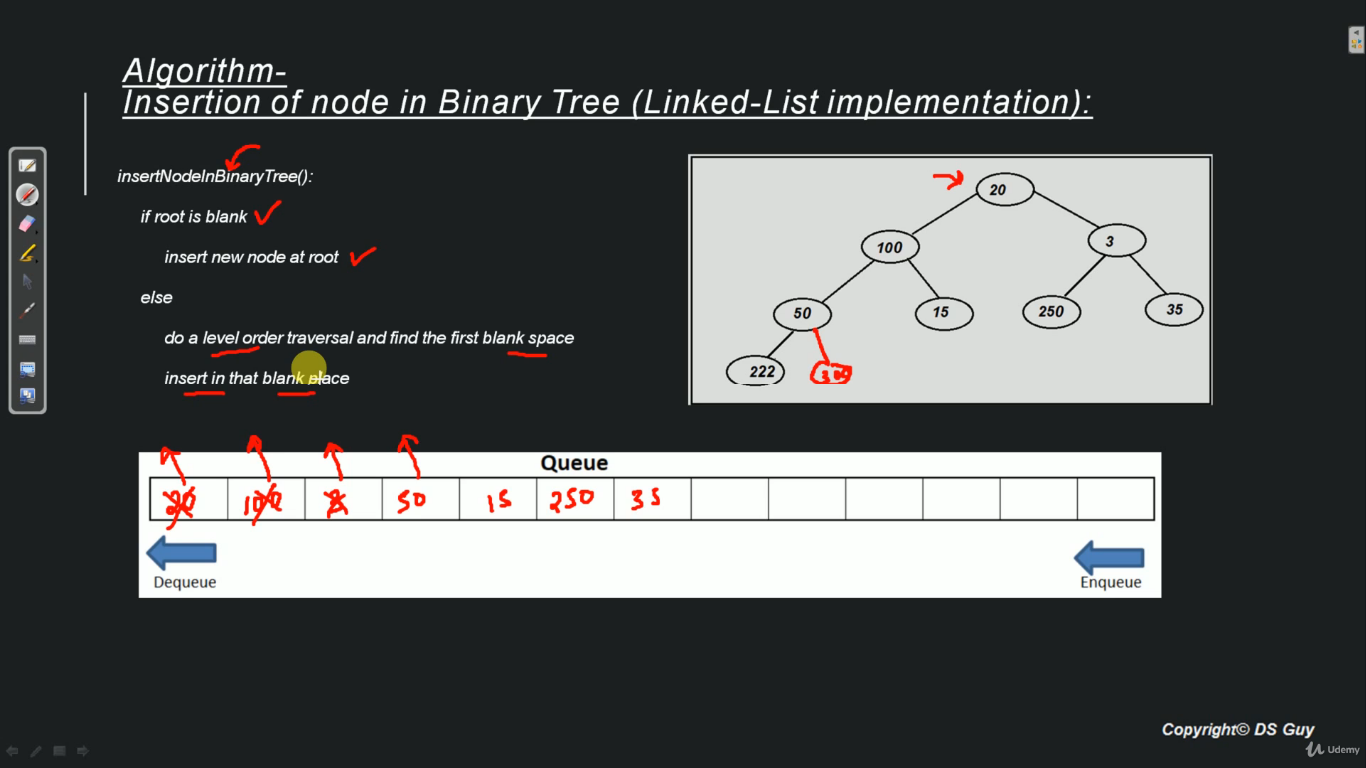 Algorithm-
Insertion of node in Binary Tree (Linked-List implementation):
insertNodeInBinaryTree():
if root is blank
insert new node at root
else
do a level order traversal and find the first blank space
insert in that blank place
20
100 3
50 15 250 35
222
Queue
20 100 3 50 15 250 35
Dequeue Enqueue
Copyright© DS Guy
Udemy